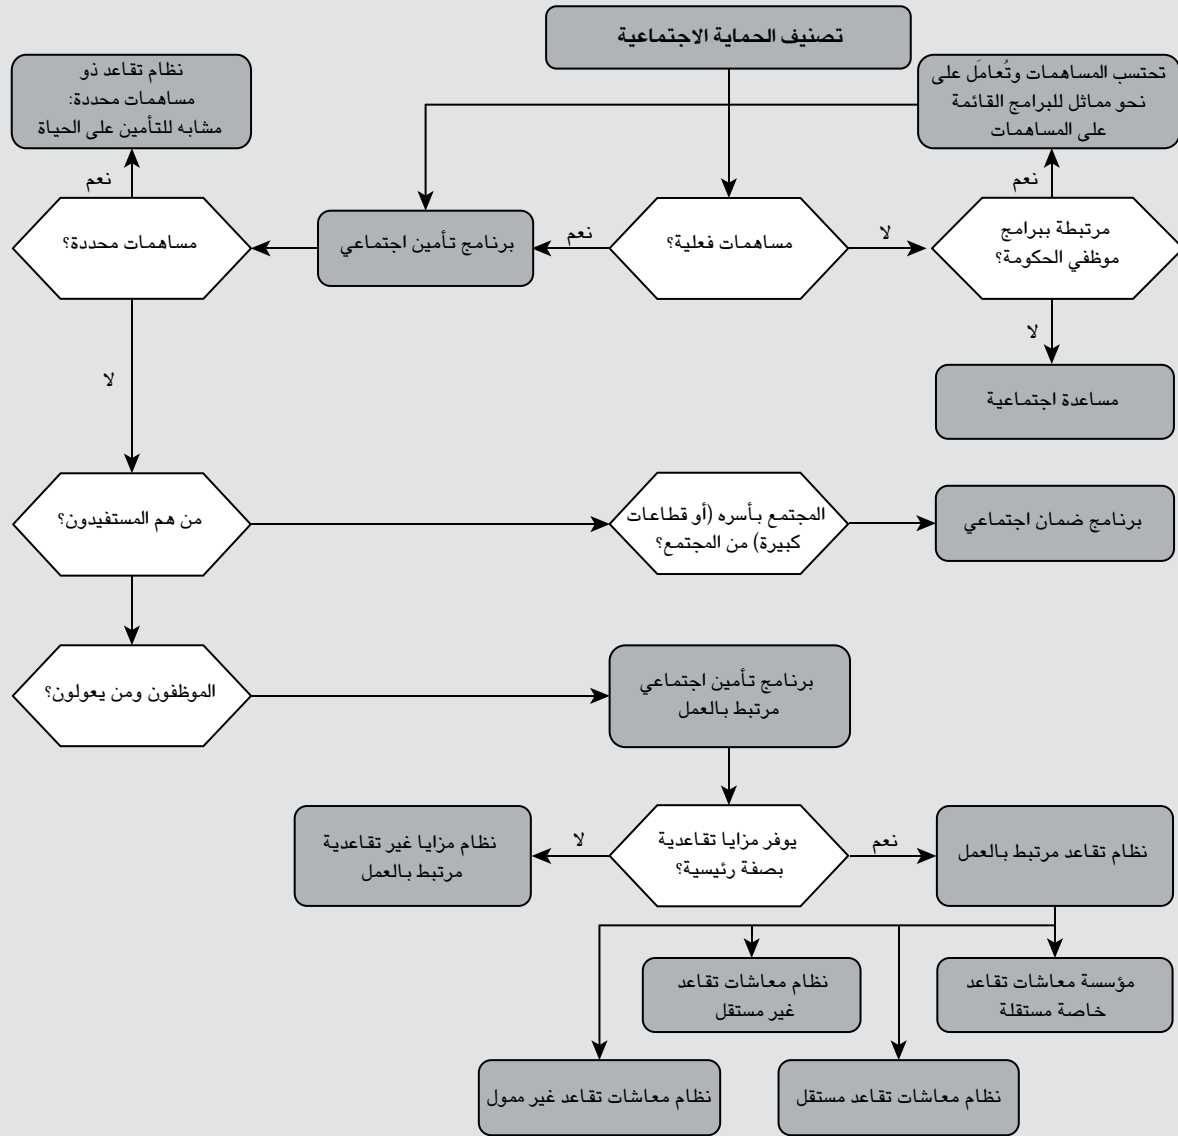 تصنيف الحماية الاجتماعية
تحتسب المساهمات وتُعامَل على
نحو مماثل للبرامج القائمة
على المساهمات
نظام تقاعد ذو
مساهمات محددة:
مشابه للتأمين على الحياة
نعم
نعم
مرتبطة ببرامج
موظفي الحكومة؟
لا
مساهمات فعلية؟
نعم
برنامج تأمين اجتماعي
مساهمات محددة؟
لا
لا
مساعدة اجتماعية
من هم المستفيدون؟
المجتمع بأسره (أو قطاعات
كبيرة) من المجتمع؟
برنامج ضمان اجتماعي
الموظفون ومن يعولون؟
برنامج تأمين اجتماعي
مرتبط بالعمل
يوفر مزايا تقاعدية
بصفة رئيسية؟
نعم
نظام تقاعد مرتبط بالعمل
لا
نظام مزايا غير تقاعدية
مرتبط بالعمل
مؤسسة معاشات تقاعد
خاصة مستقلة
نظام معاشات تقاعد
غير مستقل
نظام معاشات تقاعد مستقل
نظام معاشات تقاعد غير ممول